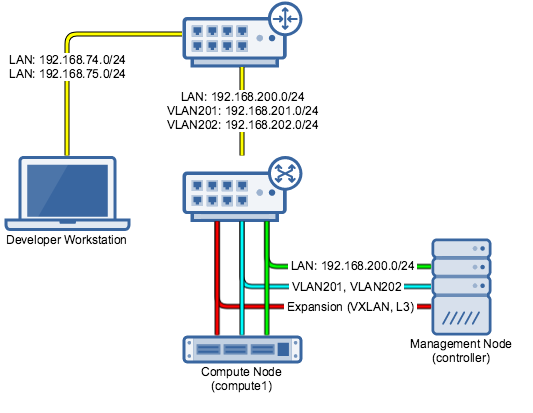 LAN: 192.168.74.0/24
LAN: 192.168.75.0/24
LAN: 192.168.200.0/24
VLAN201: 192.168.201.0/24
VLAN202: 192.168.202.0/24
Developer Workstation
LAN: 192.168.200.0/24
VLAN201, VLAN202
Expansion (VXLAN, L3)
Management Node
(controller)
Compute Node
(compute1)